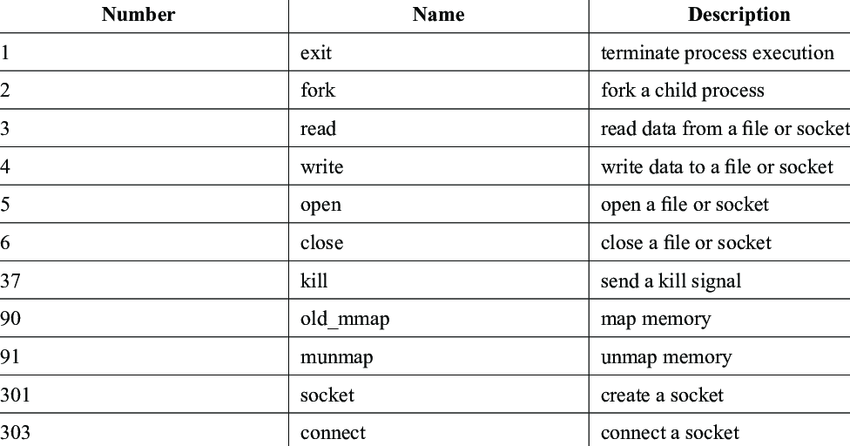 Number Name Description
1 exit terminate process execution
2 fork fork a child process
3 read read data from a file or socket
4 write write data to a file or socket
5 open open a file or socket
6 close close a file or socket
37 kill send a kill signal
90 old_mmap map memory
91 munmap unmap memory
301 socket create a socket
303 connect connect a socket